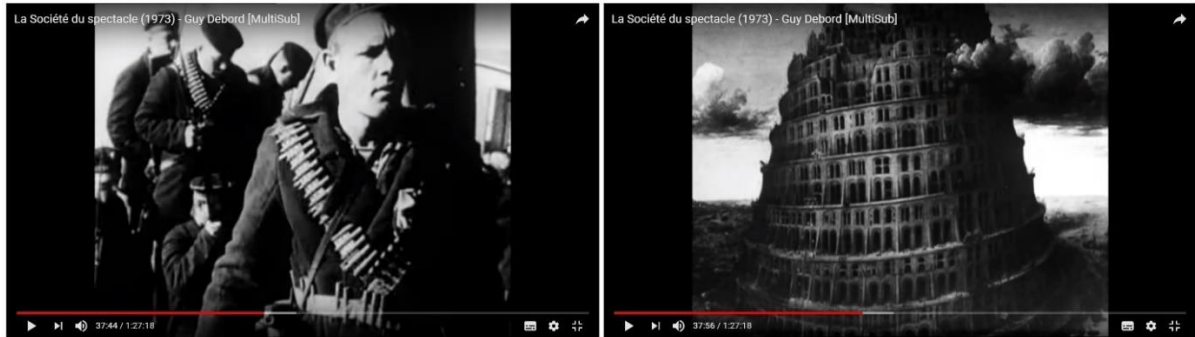 La Société du spectacle (1973) - Guy Debord [MultiSub]
37:44 / 1:27:18
La Société du spectacle (1973) - Guy Debord [MultiSub]
37:56 / 1:27:18